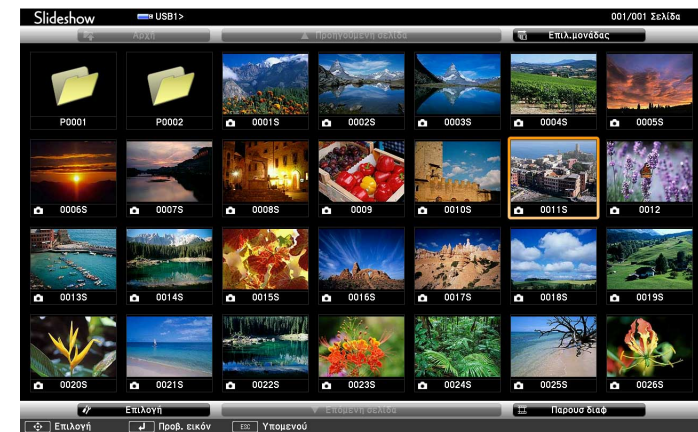 Slideshow USB1> 001/001 Σελίδα
Αρχή ▲ Προηγούμενη σελίδα Επιλ.μονάδας
P0001 P0002 0001S 0002S 0003S 0004S 0005S
0006S 0007S 0008S 0009 0010S 0011S 0012
0013S 0014S 0015S 0016S 0017S 0018S 0019S
0020S 0021S 0022S 0023S 0024S 0025S 0026S
Επιλογή ▼ Επόμενη σελίδα Παρουσ διαφ
Επιλογή Προβ. εικόν ESC Υπομενού